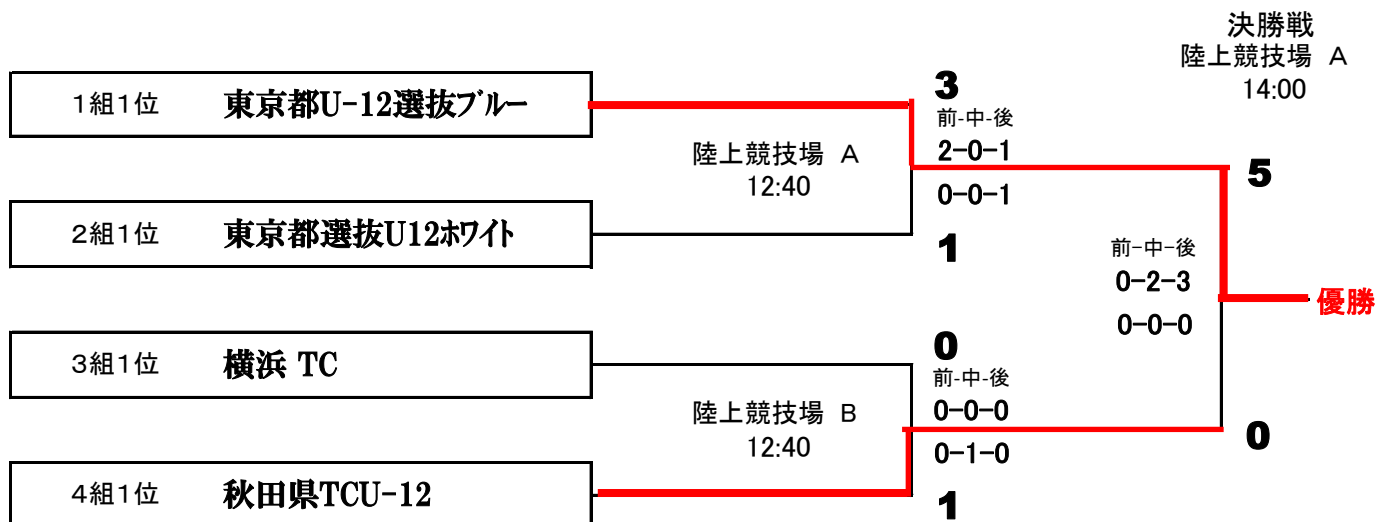 決勝戦
陸上競技場 A
14:00
1組1位 東京都U-12選抜ブルー
3
前-中-後
2-0-1
陸上競技場 A
12:40
0-0-1
5
2組1位 東京都選抜U12ホワイト
1
前-中-後
0-2-3
優勝
0-0-0
3組1位 横浜 TC
0
前-中-後
0-0-0
陸上競技場 B
12:40
0-1-0
0
4組1位 秋田県TCU-12
1